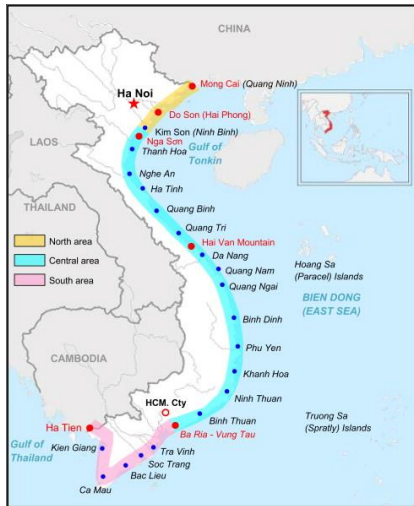 CHINA
Ha Noi
Mong Cai (Quang Ninh)
Do Son (Hai Phong)
Kim Son (Ninh Binh)
Nga Son
Gulf of
Tonkin
Thanh Hoa
LAOS
Nghe An
Ha Tinh
THAILAND
Quang Binh
Quang Tri
Hai Van Mountain
North area
Central area
South area
Da Nang
Quang Nam
Quang Ngai
Hoang Sa
(Paracel) Islands
BIEN DONG
(EAST SEA)
Binh Dinh
Phu Yen
CAMBODIA
Khanh Hoa
Ninh Thuan
HCM. Cty
Binh Thuan
Truong Sa
(Spratly) Islands
Ha Tien
Ba Ria - Vung Tau
Gulf of
Thailand
Kien Giang
Tra Vinh
Soc Trang
Bac Lieu
Ca Mau